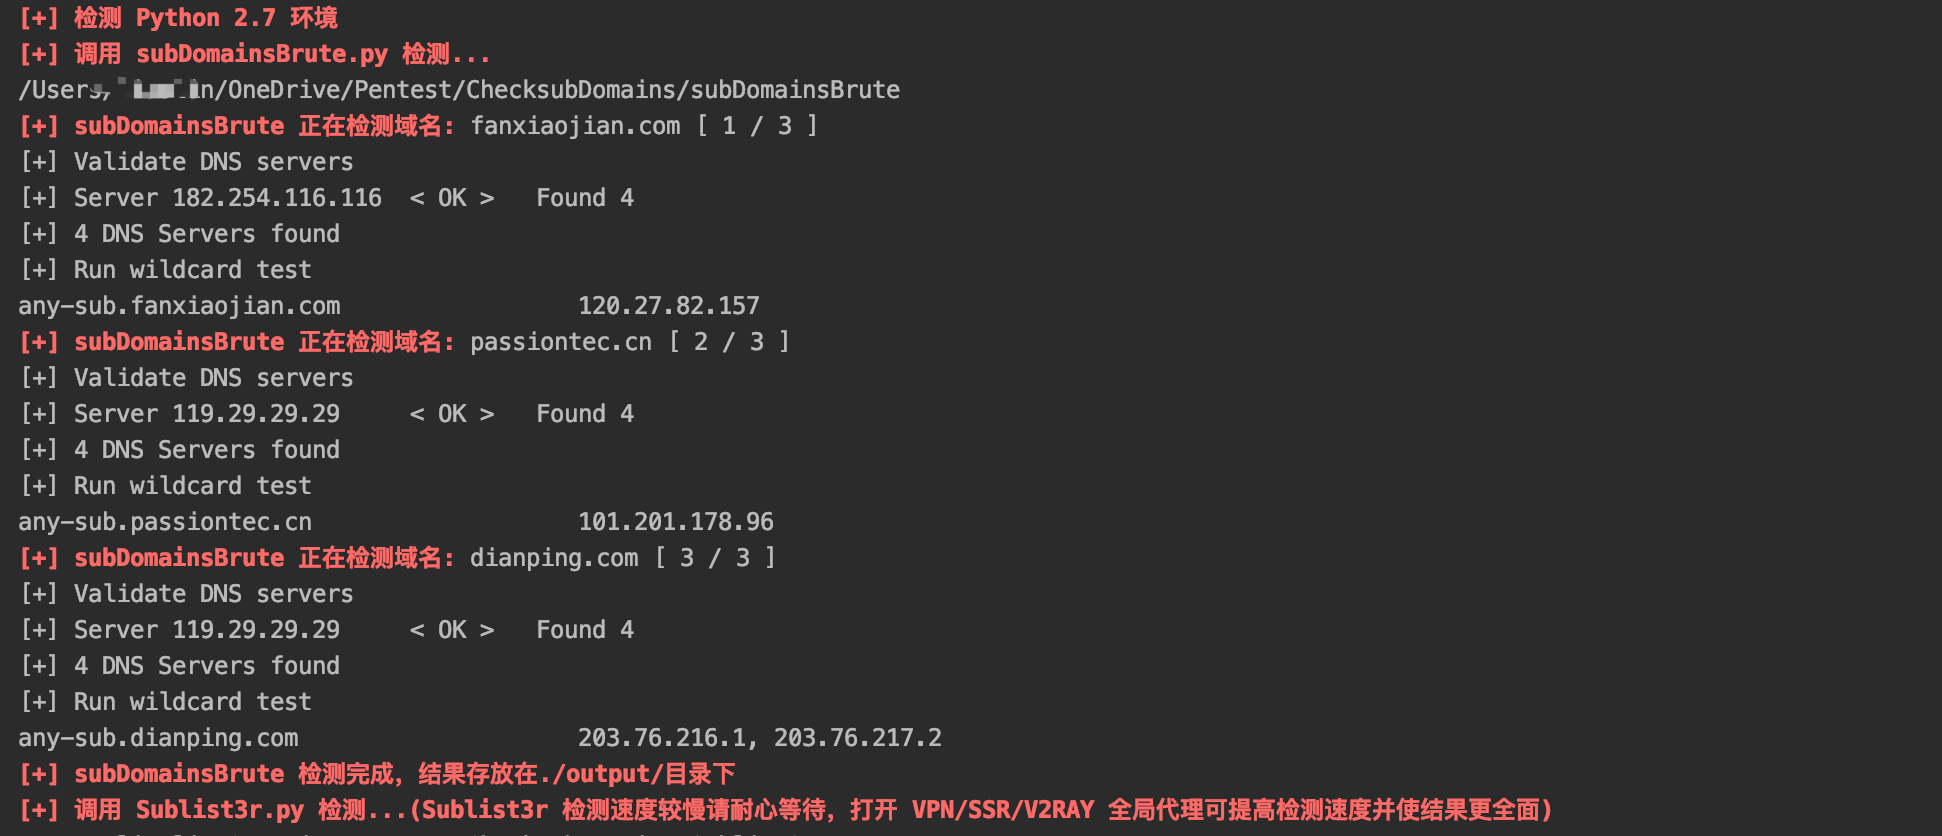 [+] 检测 Python 2.7 环境
[+] 调用 subDomainsBrute.py 检测...
/Users/ in/OneDrive/Pentest/ChecksubDomains/subDomainsBrute
[+] subDomainsBrute 正在检测域名: fanxiaojian.com [ 1 / 3 ]
[+] Validate DNS servers
[+] Server 182.254.116.116  < OK >   Found 4
[+] 4 DNS Servers found
[+] Run wildcard test
any-sub.fanxiaojian.com                 120.27.82.157
[+] subDomainsBrute 正在检测域名: passiontec.cn [ 2 / 3 ]
[+] Validate DNS servers
[+] Server 119.29.29.29     < OK >   Found 4
[+] 4 DNS Servers found
[+] Run wildcard test
any-sub.passiontec.cn                   101.201.178.96
[+] subDomainsBrute 正在检测域名: dianping.com [ 3 / 3 ]
[+] Validate DNS servers
[+] Server 119.29.29.29     < OK >   Found 4
[+] 4 DNS Servers found
[+] Run wildcard test
any-sub.dianping.com                    203.76.216.1, 203.76.217.2
[+] subDomainsBrute 检测完成，结果存放在./output/目录下
[+] 调用 Sublist3r.py 检测...(Sublist3r 检测速度较慢请耐心等待，打开 VPN/SSR/V2RAY 全局代理可提高检测速度并使结果更全面)